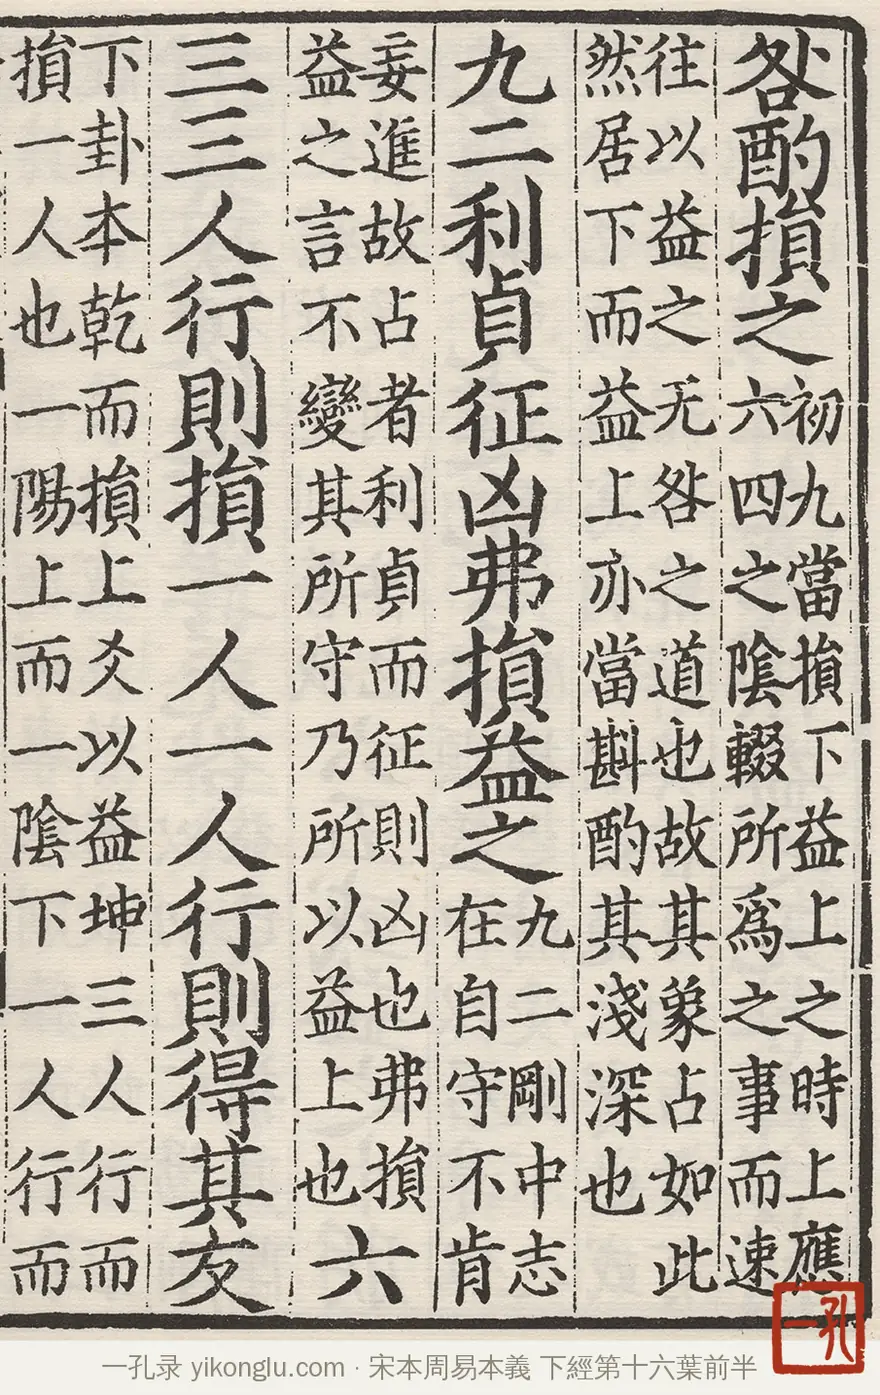 咎酌損之
初九當損下益上之時上應
六四之陰輟所爲之事而速
往以益之无咎之道也故其象占如此
然居下而益上亦當斟酌其淺深也
九二利貞征凶弗損益之
九二剛中志
在自守不肯
妄進故占者利貞而征則凶也弗損
益之言不變其所守乃所以益上也
六
三三人行則損一人一人行則得其友
下卦本乾而損上爻以益坤三人行而
損一人也一陽上而一陰下一人行而
一孔
一孔录 yikonglu.com · 宋本周易本義 下經第十六葉前半